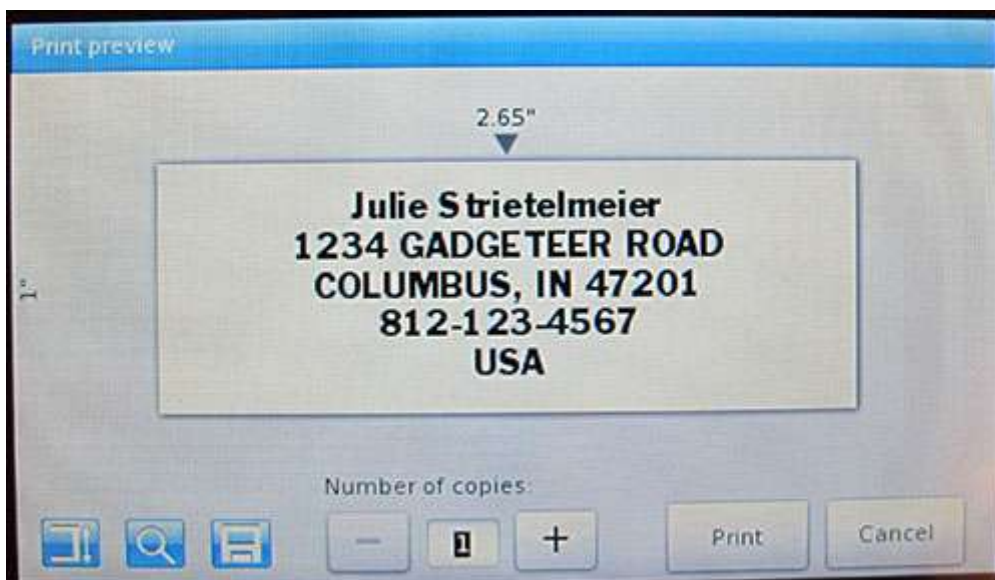 Print preview
2.65"
1"
Julie Strietelmeier
1234 GADGETEER ROAD
COLUMBUS, IN 47201
812-123-4567
USA
Number of copies:
− 1 + Print Cancel